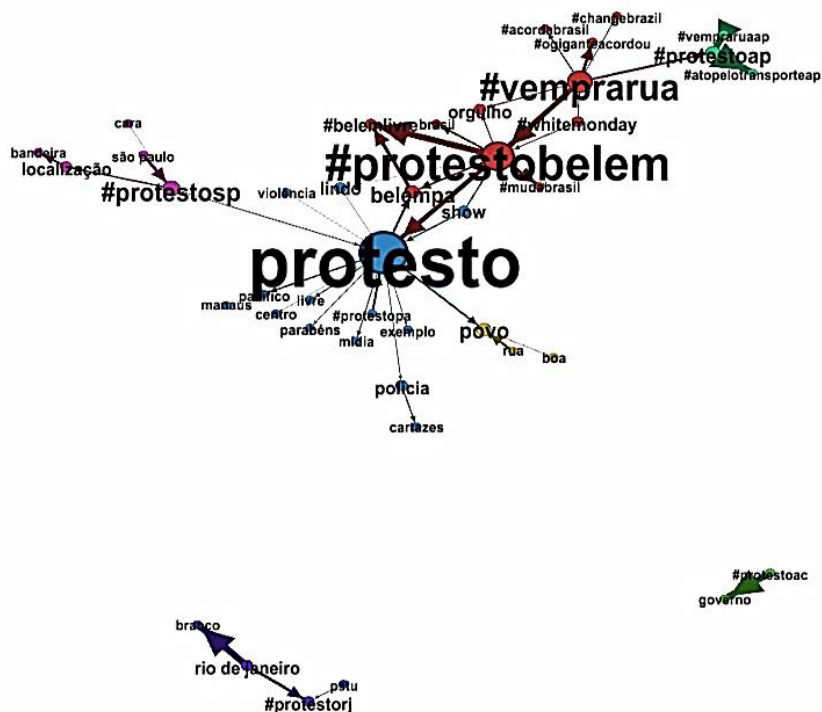 #changebrazil
#acordabrasil
#vempraruaap
#ogiganteacordou
#protestoap
#atopelotransporteap
#vemprarua
orgulho
cara
#belemlivre
brasil
#whitemonday
bandeira
são paulo
localização
#protestobelem
#protestosp
violência
lindo
belempa
#mudabrasil
show
protesto
pacífico
manaus
livre
centro
#protestopa
parabéns
exemplo
povo
mídia
rua
boa
polícia
cartazes
#protestoac
governo
branco
rio de janeiro
pstu
#protestorj